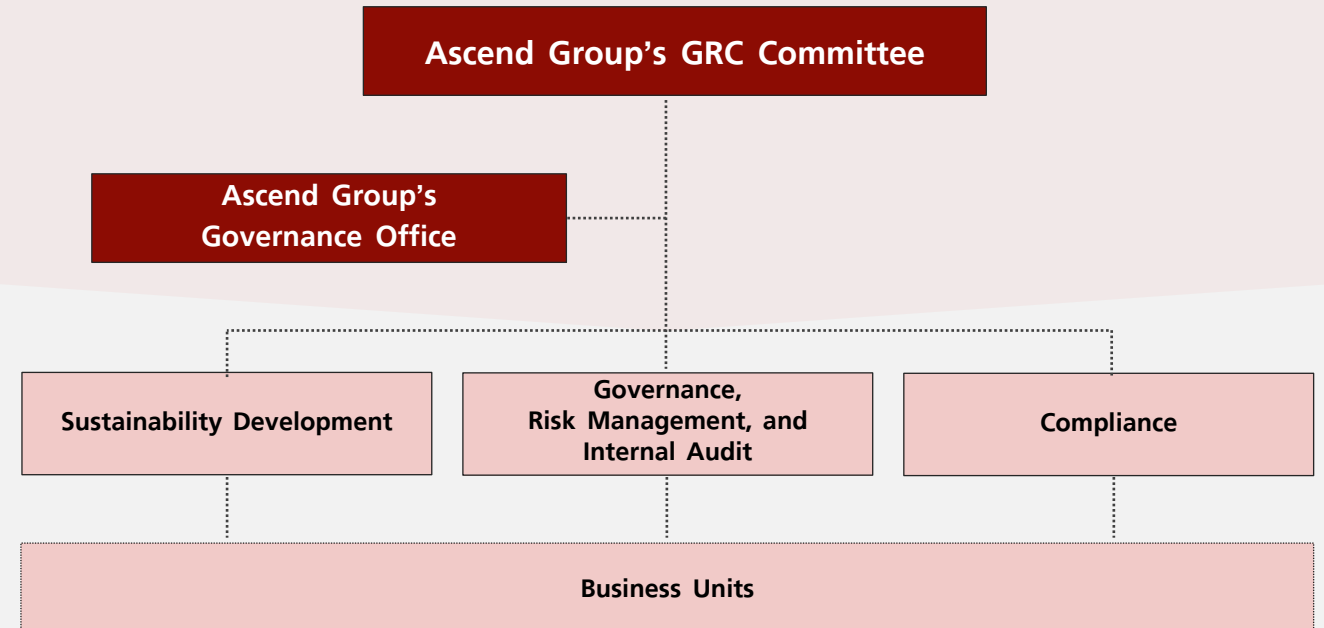 Ascend Group’s GRC Committee
Ascend Group’s
Governance Office
Sustainability Development
Governance,
Risk Management, and
Internal Audit
Compliance
Business Units